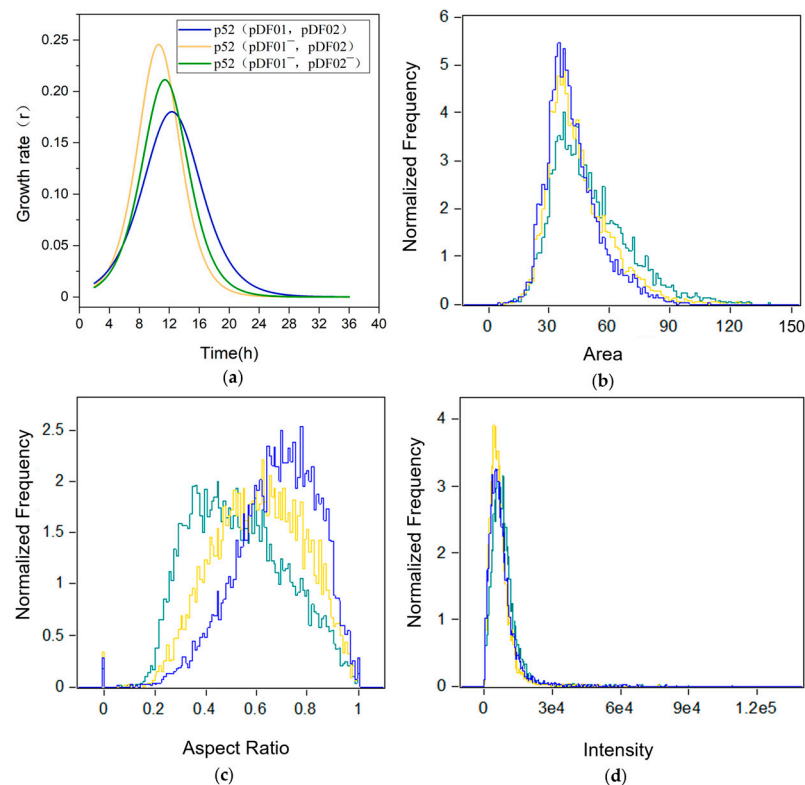 p52（pDF01, pDF02）
p52（pDF01⁻, pDF02）
p52（pDF01⁻, pDF02⁻）
Growth rate（r）
0.25
0.20
0.15
0.10
0.05
0
0 4 8 12 16 20 24 28 32 36 40
Time(h)
(a)
Normalized Frequency
6
5
4
3
2
1
0
0 30 60 90 120 150
Area
(b)
Normalized Frequency
2.5
2
1.5
1
0.5
0
0 0.2 0.4 0.6 0.8 1
Aspect Ratio
(c)
Normalized Frequency
4
3
2
1
0
0 3e4 6e4 9e4 1.2e5
Intensity
(d)